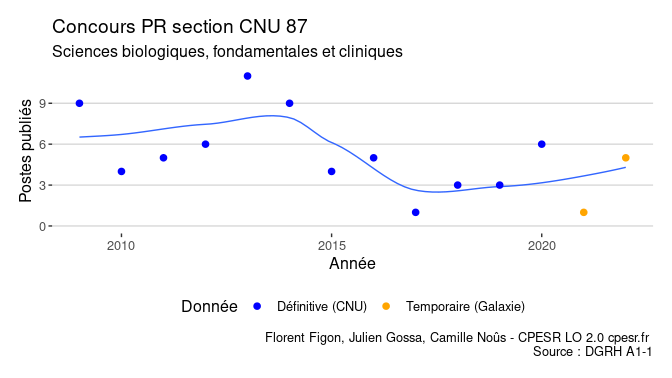 Concours PR section CNU 87
Sciences biologiques, fondamentales et cliniques
Postes publiés
9
6
3
0
2010
2015
2020
Année
Donnée
Définitive (CNU)
Temporaire (Galaxie)
Florent Figon, Julien Gossa, Camille Noûs - CPESR LO 2.0 cpesr.fr
Source : DGRH A1-1